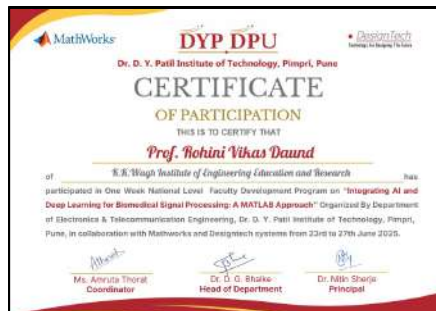 MathWorks
DYP DPU
DesignTech
Dr. D. Y. Patil Institute of Technology, Pimpri, Pune
CERTIFICATE
OF PARTICIPATION
THIS IS TO CERTIFY THAT
Prof. Rohini Vikas Daund
of K.K.Wagh Institute of Engineering Education and Research has
participated in One Week National Level Faculty Development Program on "Integrating AI and
Deep Learning for Biomedical Signal Processing: A MATLAB Approach" Organized By Department
of Electronics & Telecommunication Engineering, Dr. D. Y. Patil Institute of Technology, Pimpri,
Pune, in collaboration with Mathworks and Designtech systems from 23rd to 27th June 2025.
Ms. Amruta Thorat
Coordinator
Dr. D. G. Bhalke
Head of Department
Dr. Nitin Sherje
Principal